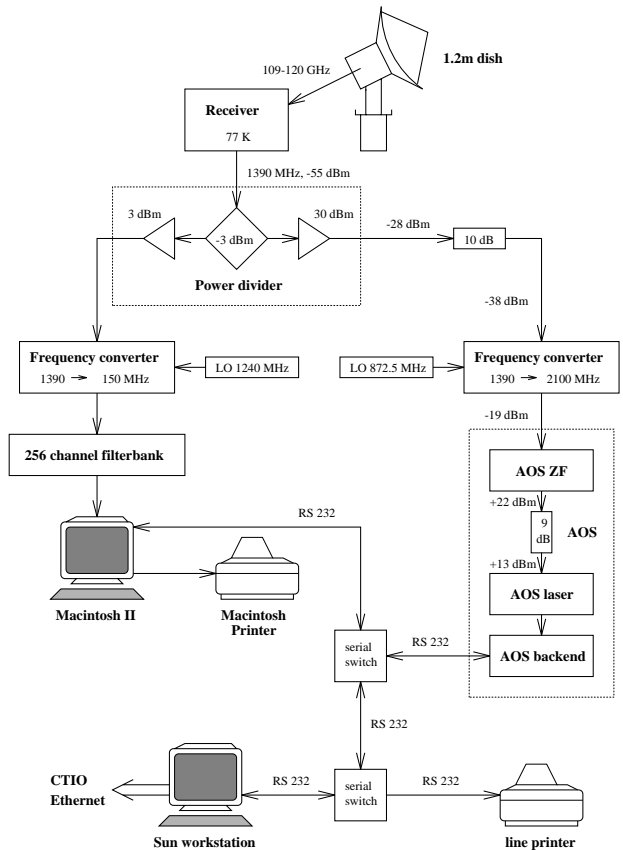 1.2m dish
109-120 GHz
Receiver
77 K
1390 MHz, -55 dBm
3 dBm
-3 dBm
30 dBm
Power divider
-28 dBm
10 dB
-38 dBm
Frequency converter
1390 → 150 MHz
LO 1240 MHz
LO 872.5 MHz
Frequency converter
1390 → 2100 MHz
-19 dBm
256 channel filterbank
AOS ZF
+22 dBm
9
dB
AOS
+13 dBm
AOS laser
AOS backend
RS 232
Macintosh II
Macintosh
Printer
serial
switch
RS 232
RS 232
CTIO
Ethernet
Sun workstation
RS 232
serial
switch
RS 232
line printer